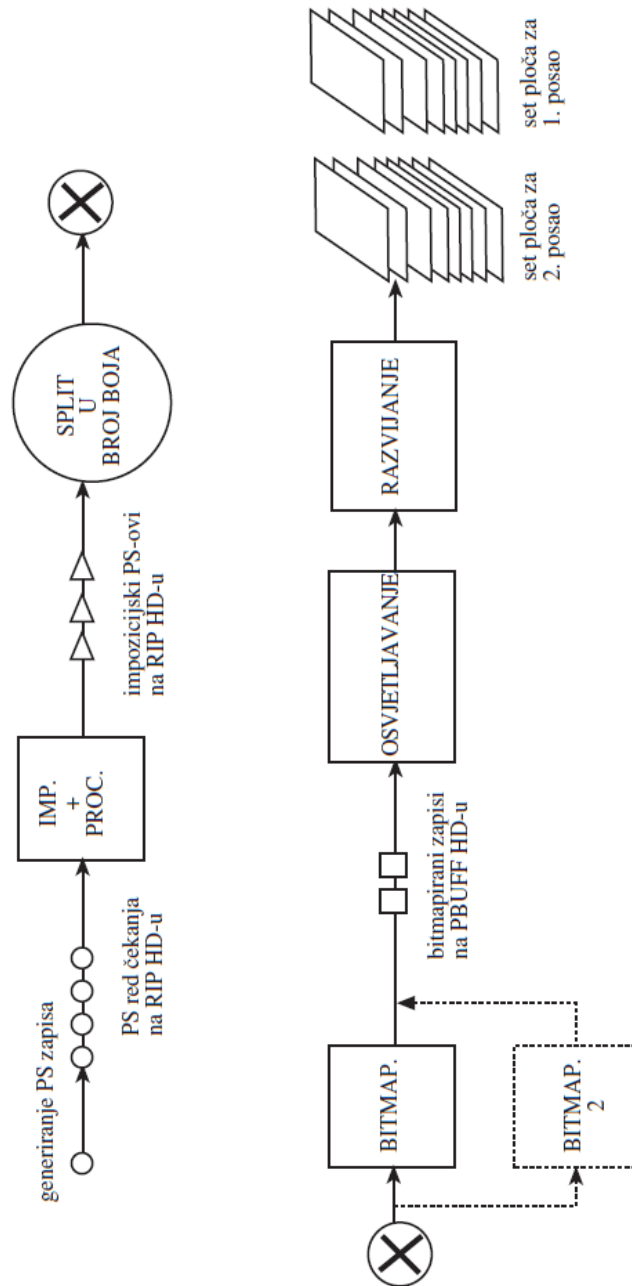 generiranje PS zapisa
PS red čekanja
na RIP HD-u
IMP.
+
PROC.
impozicijski PS-ovi
na RIP HD-u
SPLIT
U
BROJ BOJA
BITMAP.
BITMAP.
2
bitmapirani zapisi
na PBUFF HD-u
OSVJETLJAVANJE
RAZVIJANJE
set ploča za
2. posao
set ploča za
1. posao